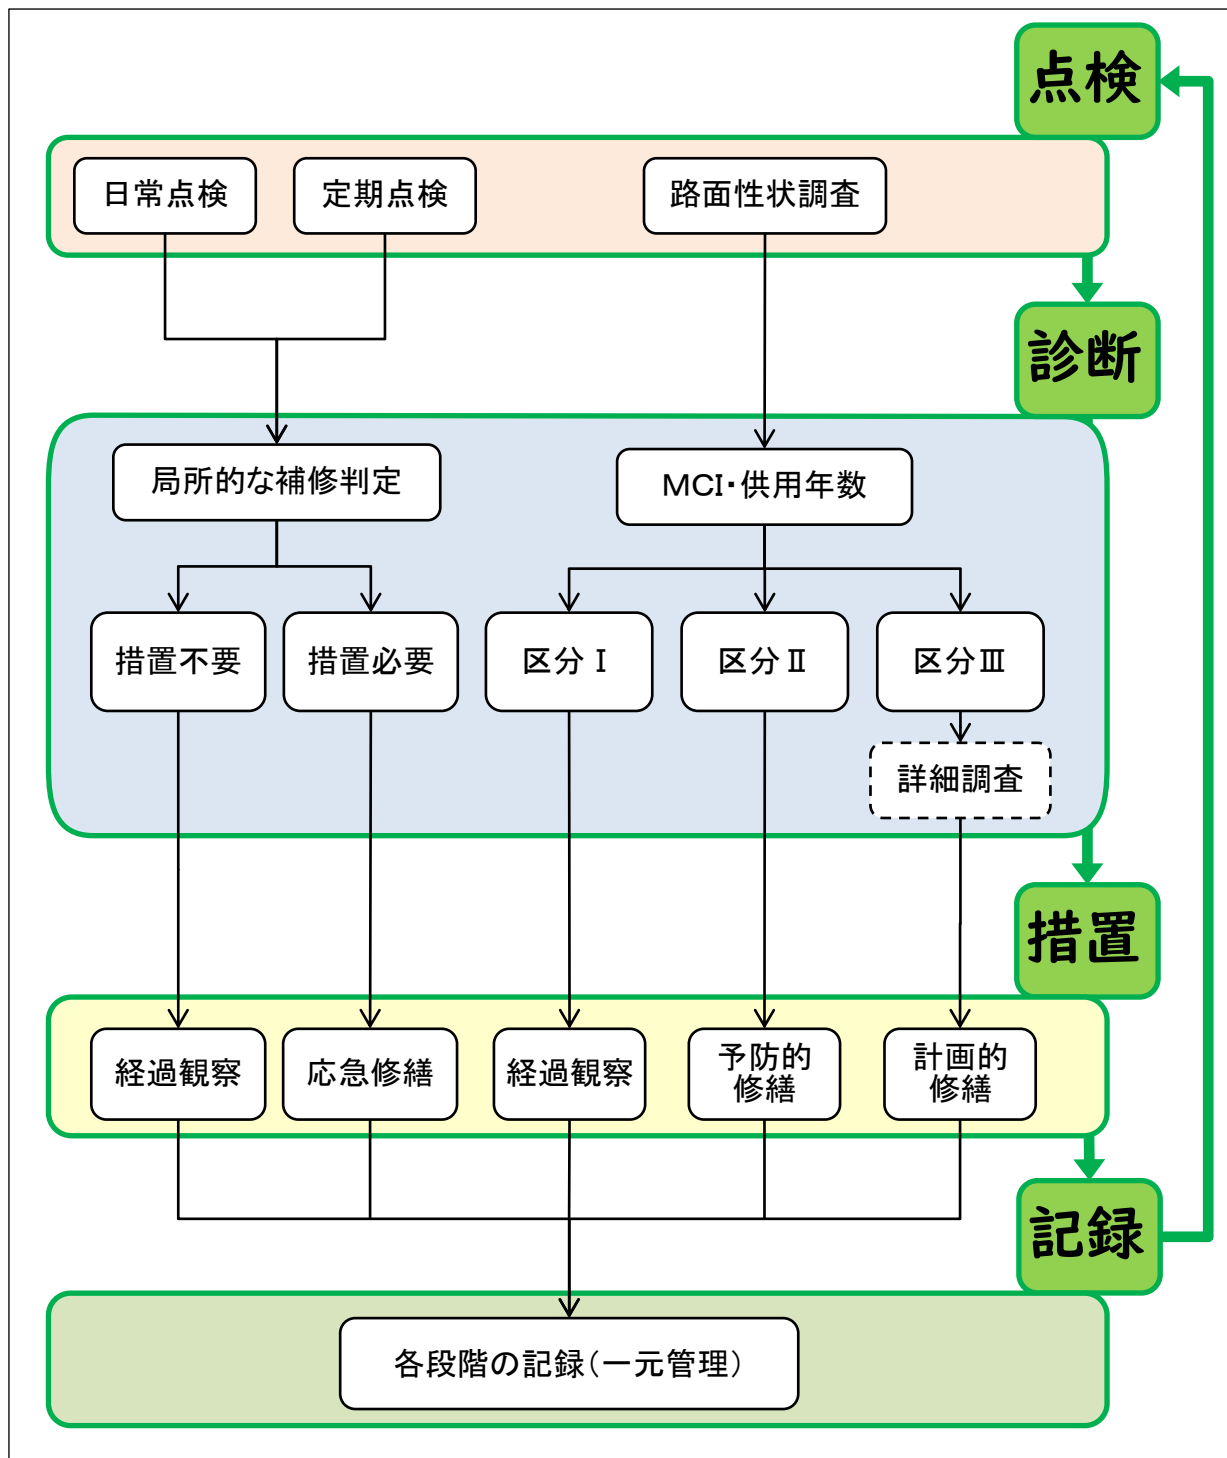 点検
日常点検
定期点検
路面性状調査
診断
局所的な補修判定
MCI・供用年数
措置不要
措置必要
区分Ⅰ
区分Ⅱ
区分Ⅲ
詳細調査
措置
経過観察
応急修繕
経過観察
予防的
修繕
計画的
修繕
記録
各段階の記録（一元管理）